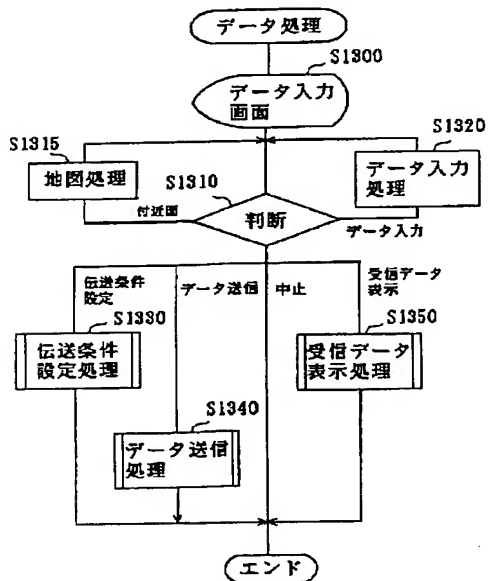 データ処理
S1300
データ入力
画面
S1315
地図処理
S1310
S1320
データ入力
処理
判断
付近図
データ入力
伝送条件
設定
データ送信
中止
受信データ
表示
S1330
伝送条件
設定処理
S1350
受信データ
表示処理
S1340
データ送信
処理
エンド